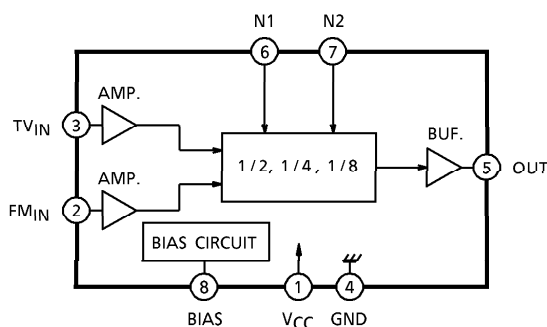 N1 N2
6 7
AMP.
TVIN 3
1 / 2, 1 / 4, 1 / 8
BUF.
5 OUT
AMP.
FMIN 2
BIAS CIRCUIT
8 1 4
BIAS VCC GND